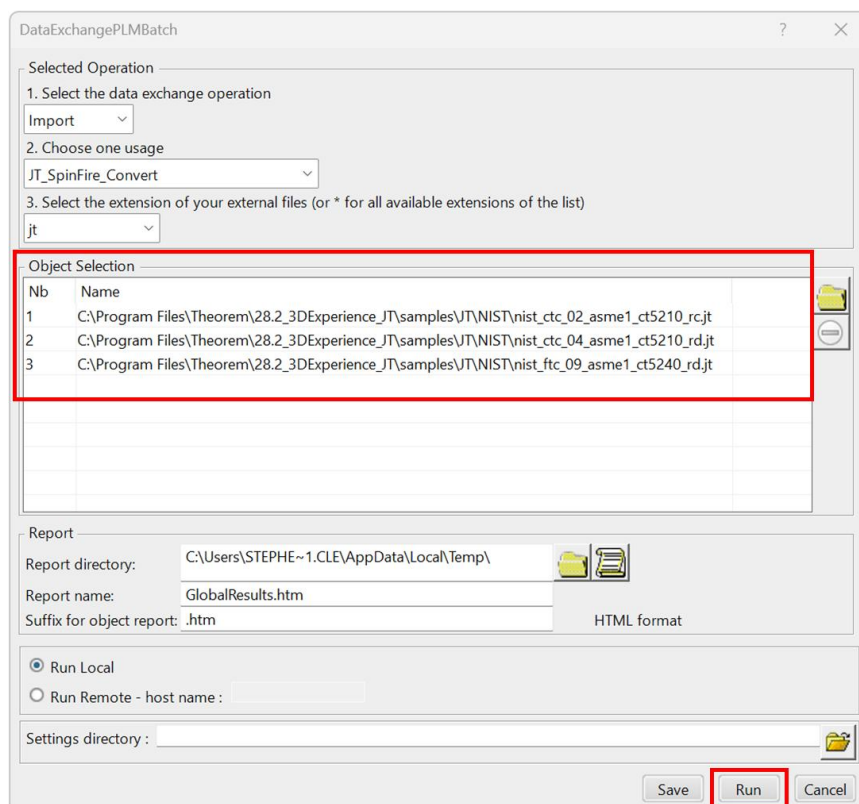 DataExchangePLMBatch ?
Selected Operation
1. Select the data exchange operation
Import
2. Choose one usage
JT_SpinFire_Convert
3. Select the extension of your external files (or * for all available extensions of the list)
jt
Object Selection
Nb Name
1 C:\Program Files\Theorem\28.2_3DExperience_JT\samples\JT\NIST\nist_ctc_02_asme1_ct5210_rc.jt
2 C:\Program Files\Theorem\28.2_3DExperience_JT\samples\JT\NIST\nist_ctc_04_asme1_ct5210_rd.jt
3 C:\Program Files\Theorem\28.2_3DExperience_JT\samples\JT\NIST\nist_ftc_09_asme1_ct5240_rd.jt
Report
Report directory: C:\Users\STEPHE~1.CLE\AppData\Local\Temp\
Report name: GlobalResults.htm
Suffix for object report: .htm HTML format
Run Local
Run Remote - host name :
Settings directory :
Save Run Cancel